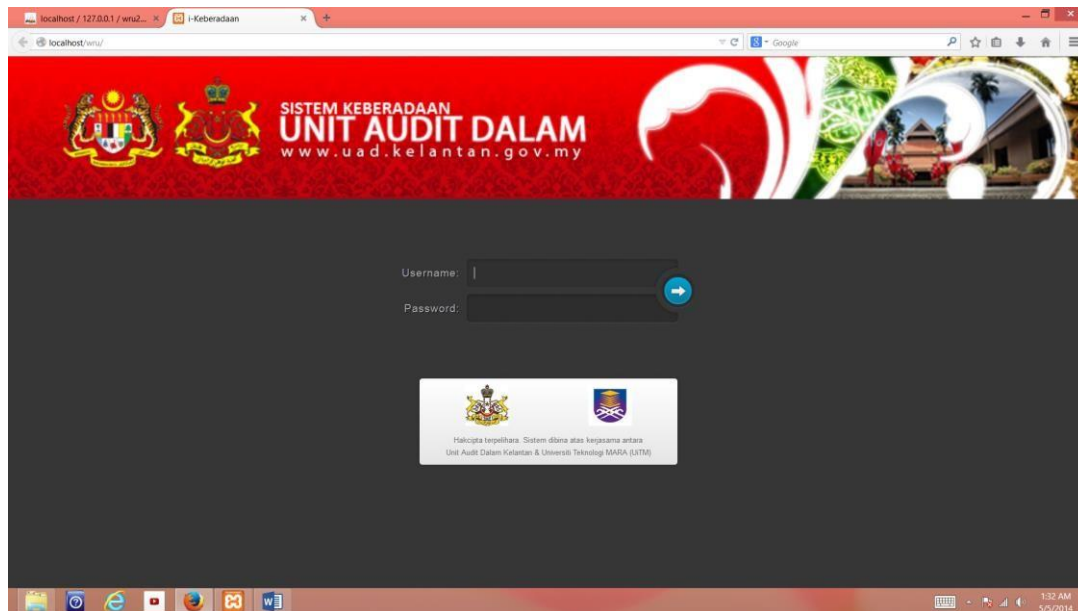 localhost / 127.0.0.1 / wru2...
i-Keberadaan
localhost/wru/
Google
SISTEM KEBERADAAN
UNIT AUDIT DALAM
www.uad.kelantan.gov.my
Username:
Password:
Hakcipta terpelihara. Sistem dibina atas kerjasama antara
Unit Audit Dalam Kelantan & Universiti Teknologi MARA (UiTM)
1:32 AM
5/5/2014